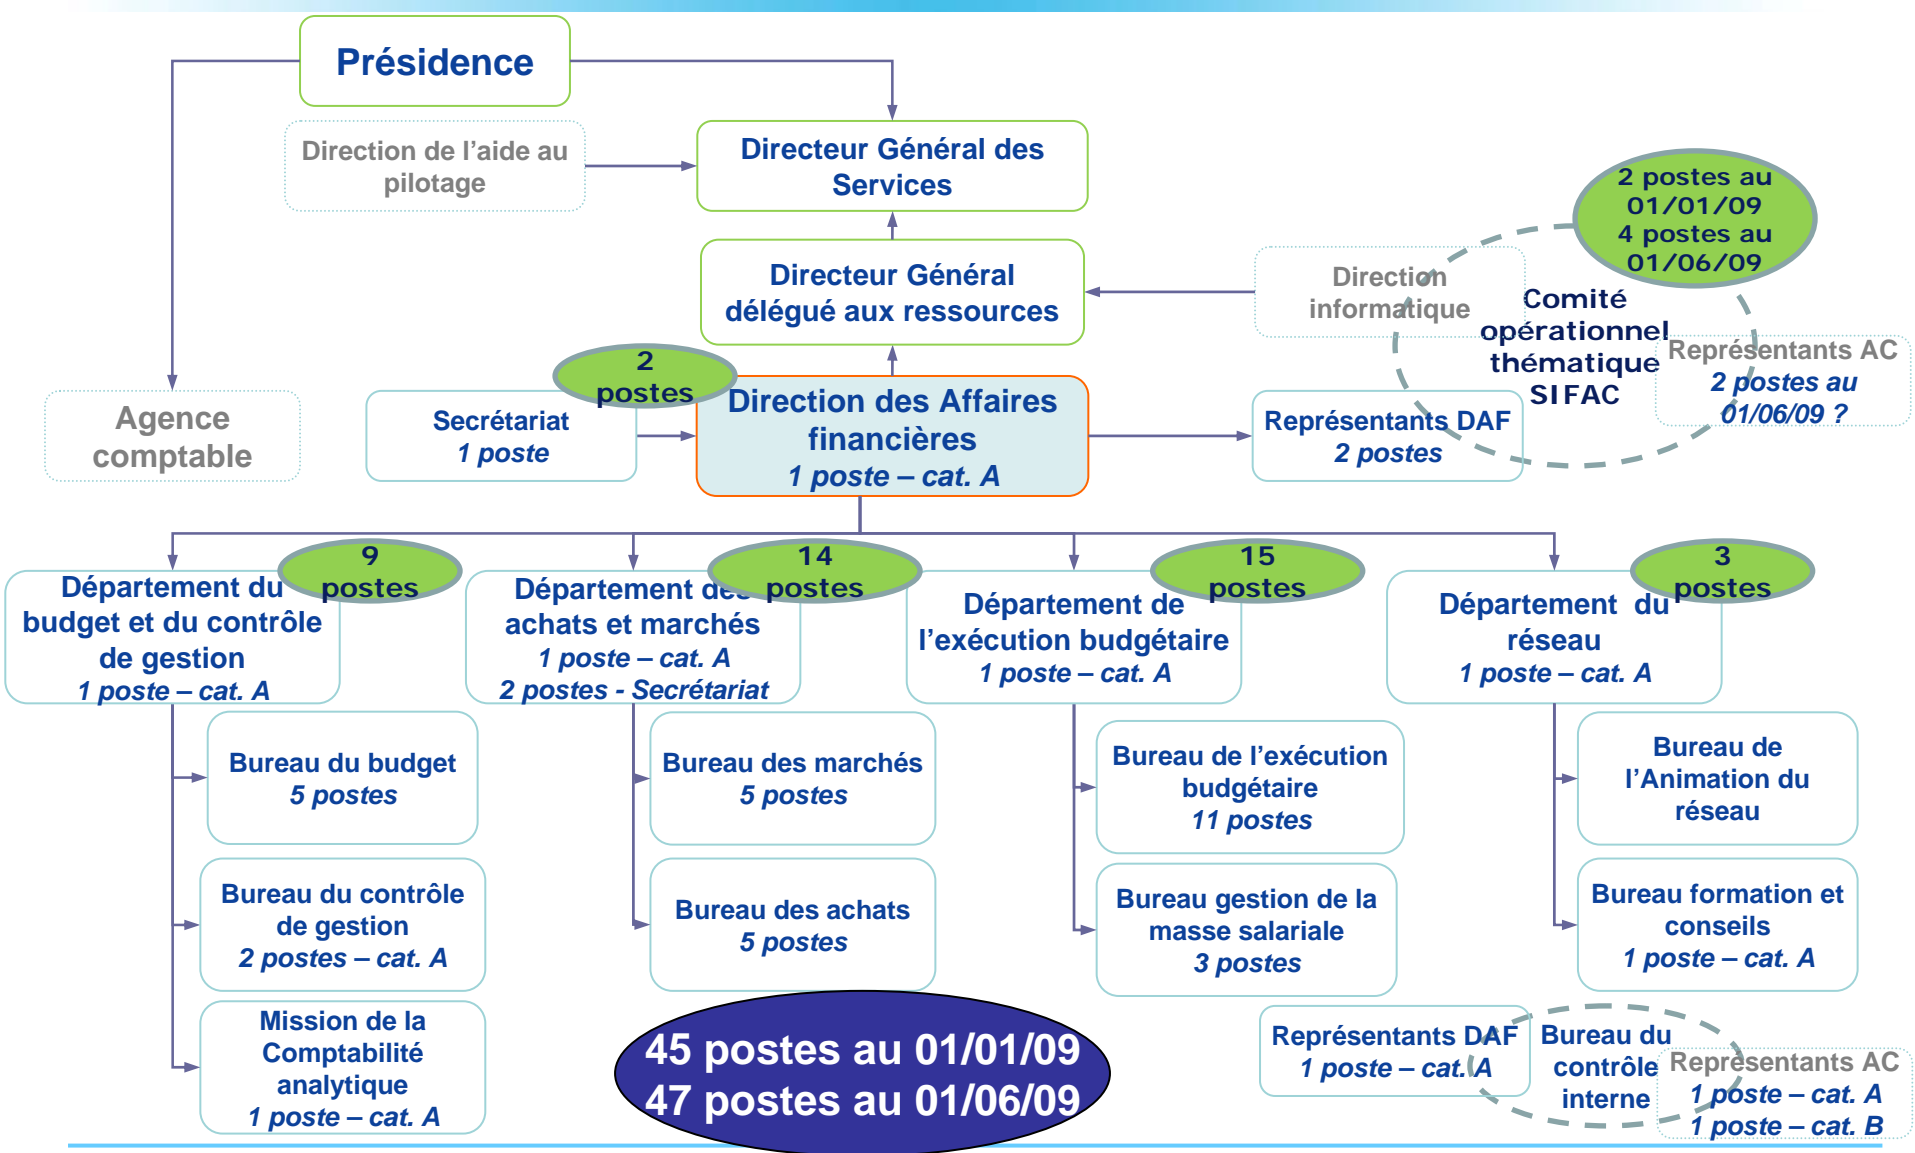 Présidence
Direction de l'aide au
pilotage
Directeur Général des
Services
2 postes au
01/01/09
4 postes au
01/06/09
Directeur Général
délégué aux ressources
Direction
informatique
Comité
opérationnel
thématique
SIFAC
Représentants AC
2 postes au
01/06/09 ?
Agence
comptable
Secrétariat
1 poste
2
postes
Direction des Affaires
financières
1 poste – cat. A
Représentants DAF
2 postes
9
postes
Département du
budget et du contrôle
de gestion
1 poste – cat. A
14
postes
Département des
achats et marchés
1 poste – cat. A
2 postes - Secrétariat
15
postes
Département de
l'exécution budgétaire
1 poste – cat. A
3
postes
Département du
réseau
1 poste – cat. A
Bureau du budget
5 postes
Bureau des marchés
5 postes
Bureau de l'exécution
budgétaire
11 postes
Bureau de
l'Animation du
réseau
Bureau du contrôle
de gestion
2 postes – cat. A
Bureau des achats
5 postes
Bureau gestion de la
masse salariale
3 postes
Bureau formation et
conseils
1 poste – cat. A
Mission de la
Comptabilité
analytique
1 poste – cat. A
45 postes au 01/01/09
47 postes au 01/06/09
Représentants DAF
1 poste – cat. A
Bureau du
contrôle
interne
Représentants AC
1 poste – cat. A
1 poste – cat. B